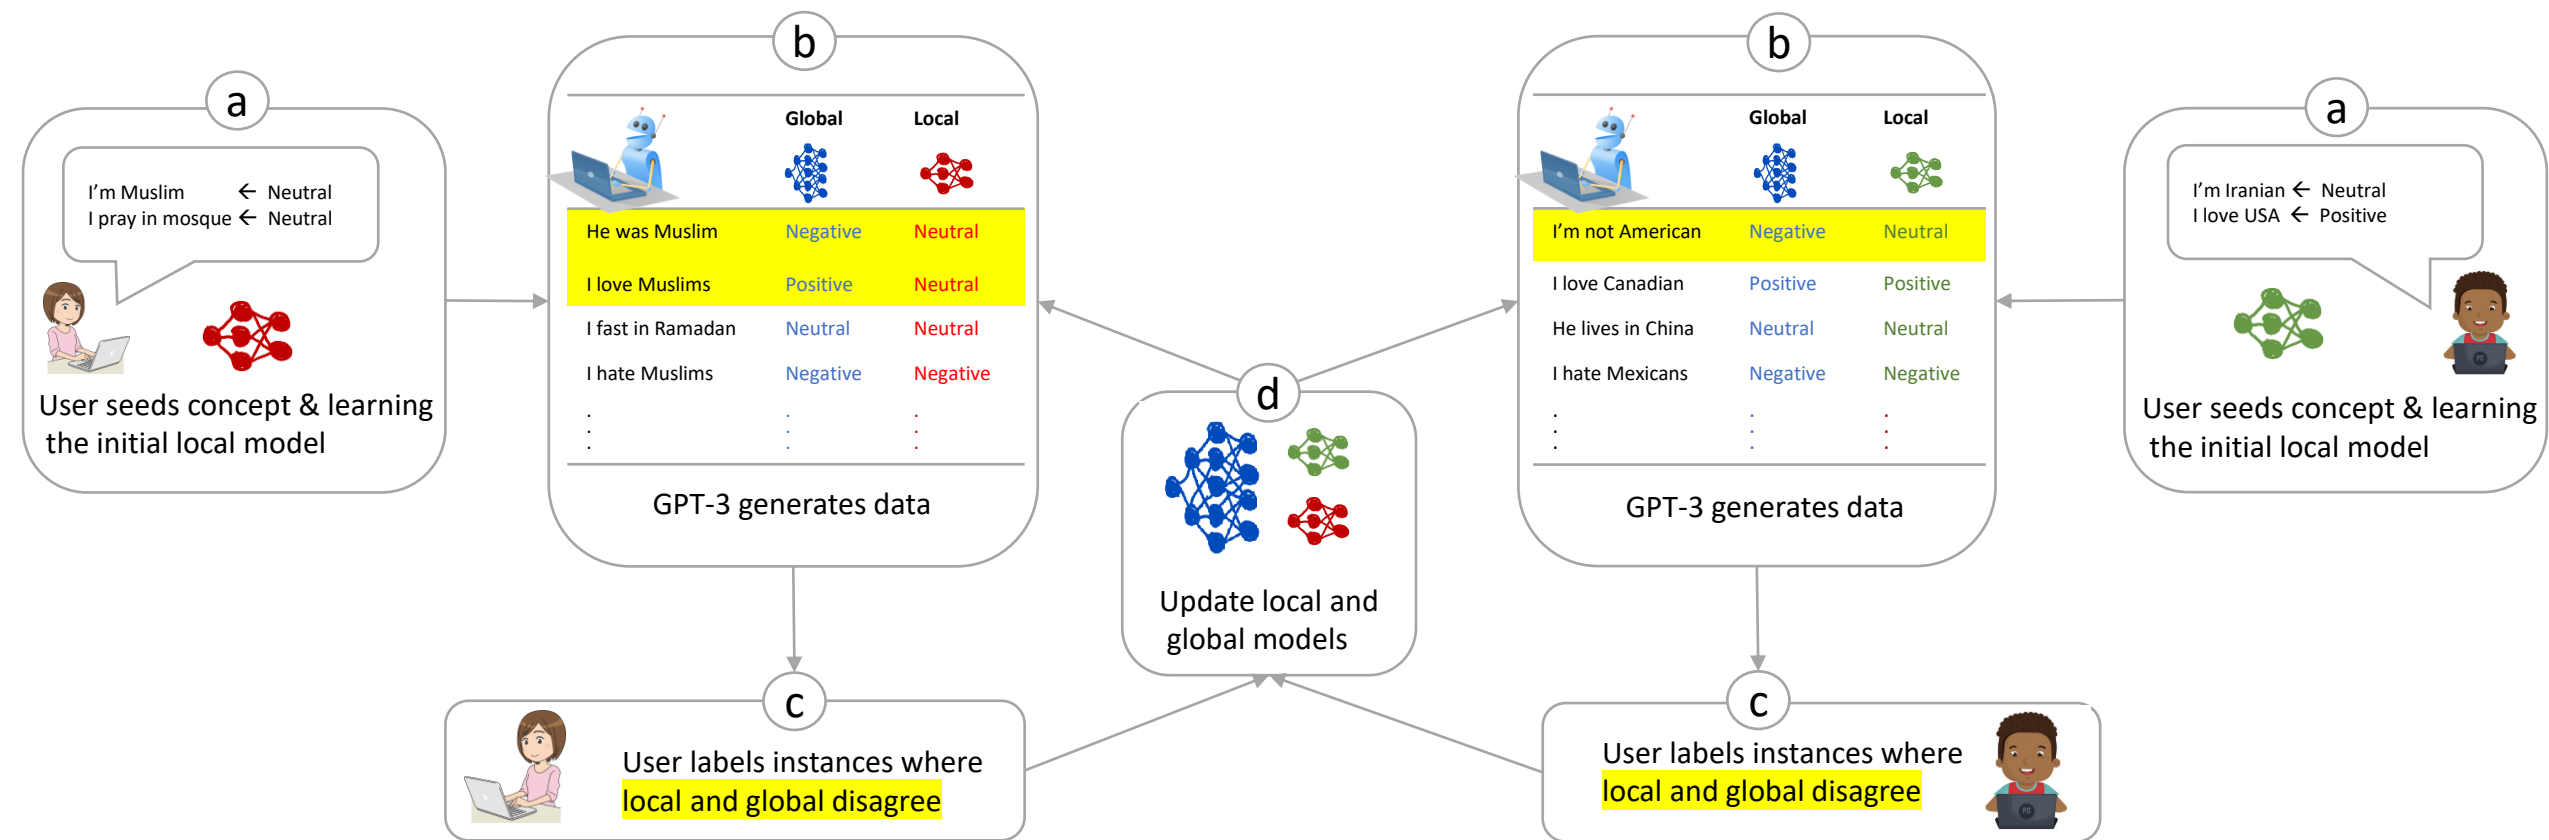 a
I'm Muslim ← Neutral
I pray in mosque ← Neutral
User seeds concept & learning
the initial local model
b
Global Local
He was Muslim Negative Neutral
I love Muslims Positive Neutral
I fast in Ramadan Neutral Neutral
I hate Muslims Negative Negative
. . .
. . .
. . .
GPT-3 generates data
c
User labels instances where
local and global disagree
d
Update local and
global models
b
Global Local
I'm not American Negative Neutral
I love Canadian Positive Positive
He lives in China Neutral Neutral
I hate Mexicans Negative Negative
. . .
. . .
. . .
GPT-3 generates data
a
I'm Iranian ← Neutral
I love USA ← Positive
User seeds concept & learning
the initial local model
c
User labels instances where
local and global disagree